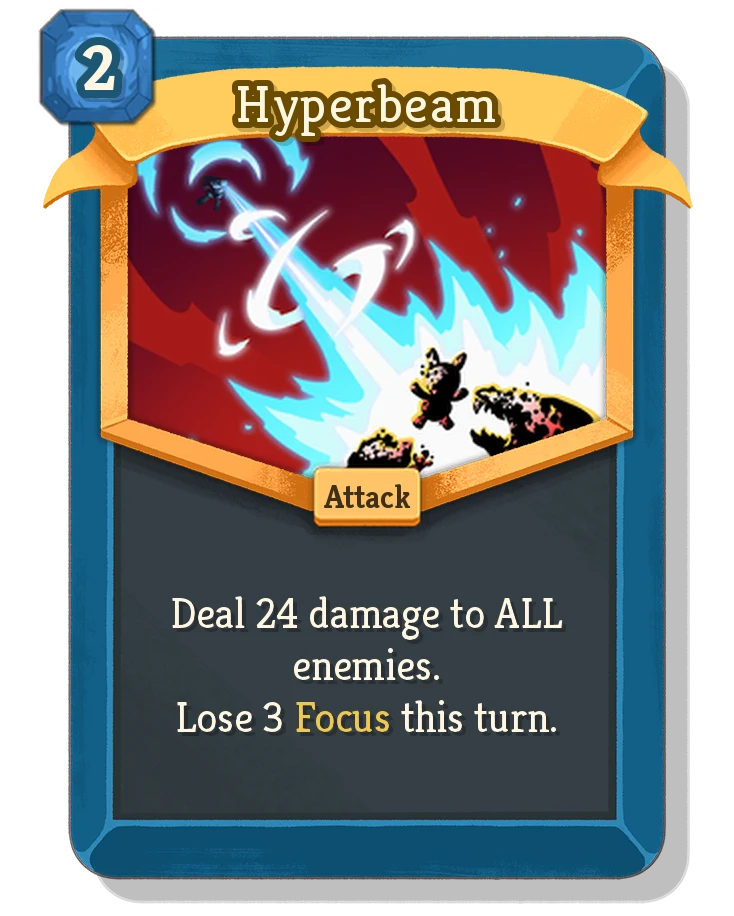 2
Hyperbeam
Attack
Deal 24 damage to ALL
enemies.
Lose 3 Focus this turn.